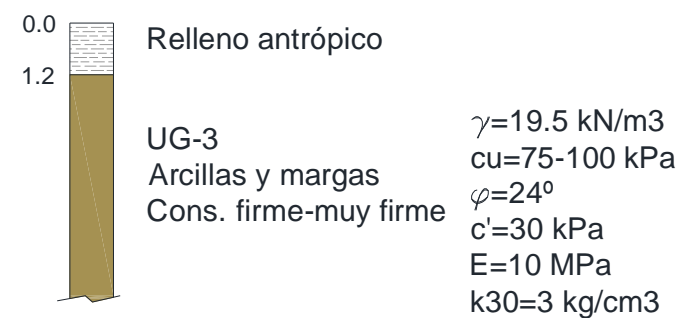 0.0
Relleno antrópico
1.2
UG-3
Arcillas y margas
Cons. firme-muy firme
γ=19.5 kN/m3
cu=75-100 kPa
φ=24º
c'=30 kPa
E=10 MPa
k30=3 kg/cm3